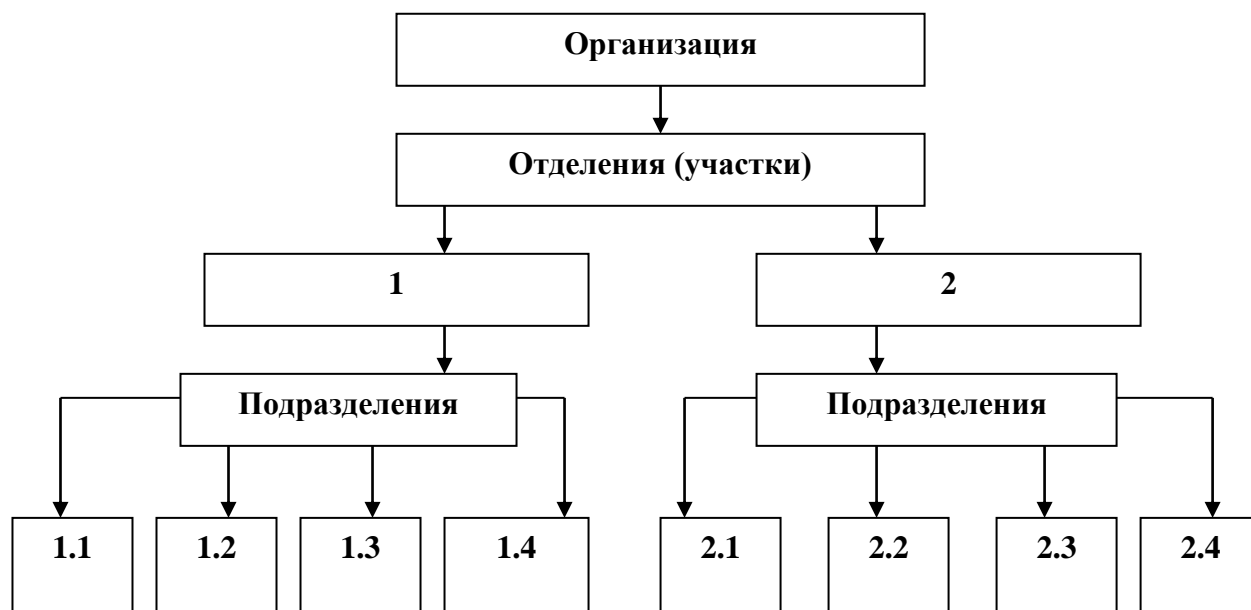 Организация
Отделения (участки)
1
2
Подразделения
Подразделения
1.1
1.2
1.3
1.4
2.1
2.2
2.3
2.4